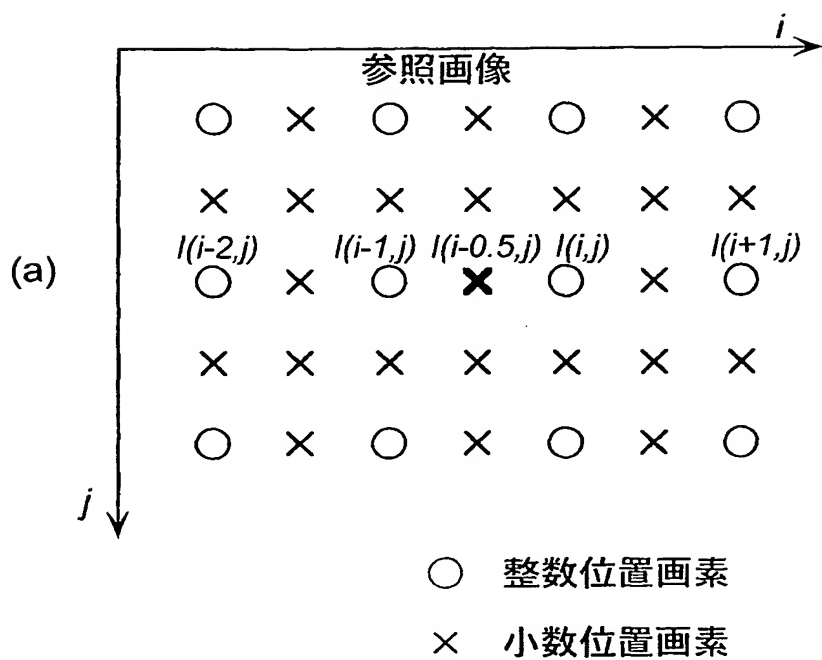 i
参照画像
I(i-2,j) I(i-1,j) I(i-0.5,j) I(i,j) I(i+1,j)
(a)
j
○ 整数位置画素
× 小数位置画素